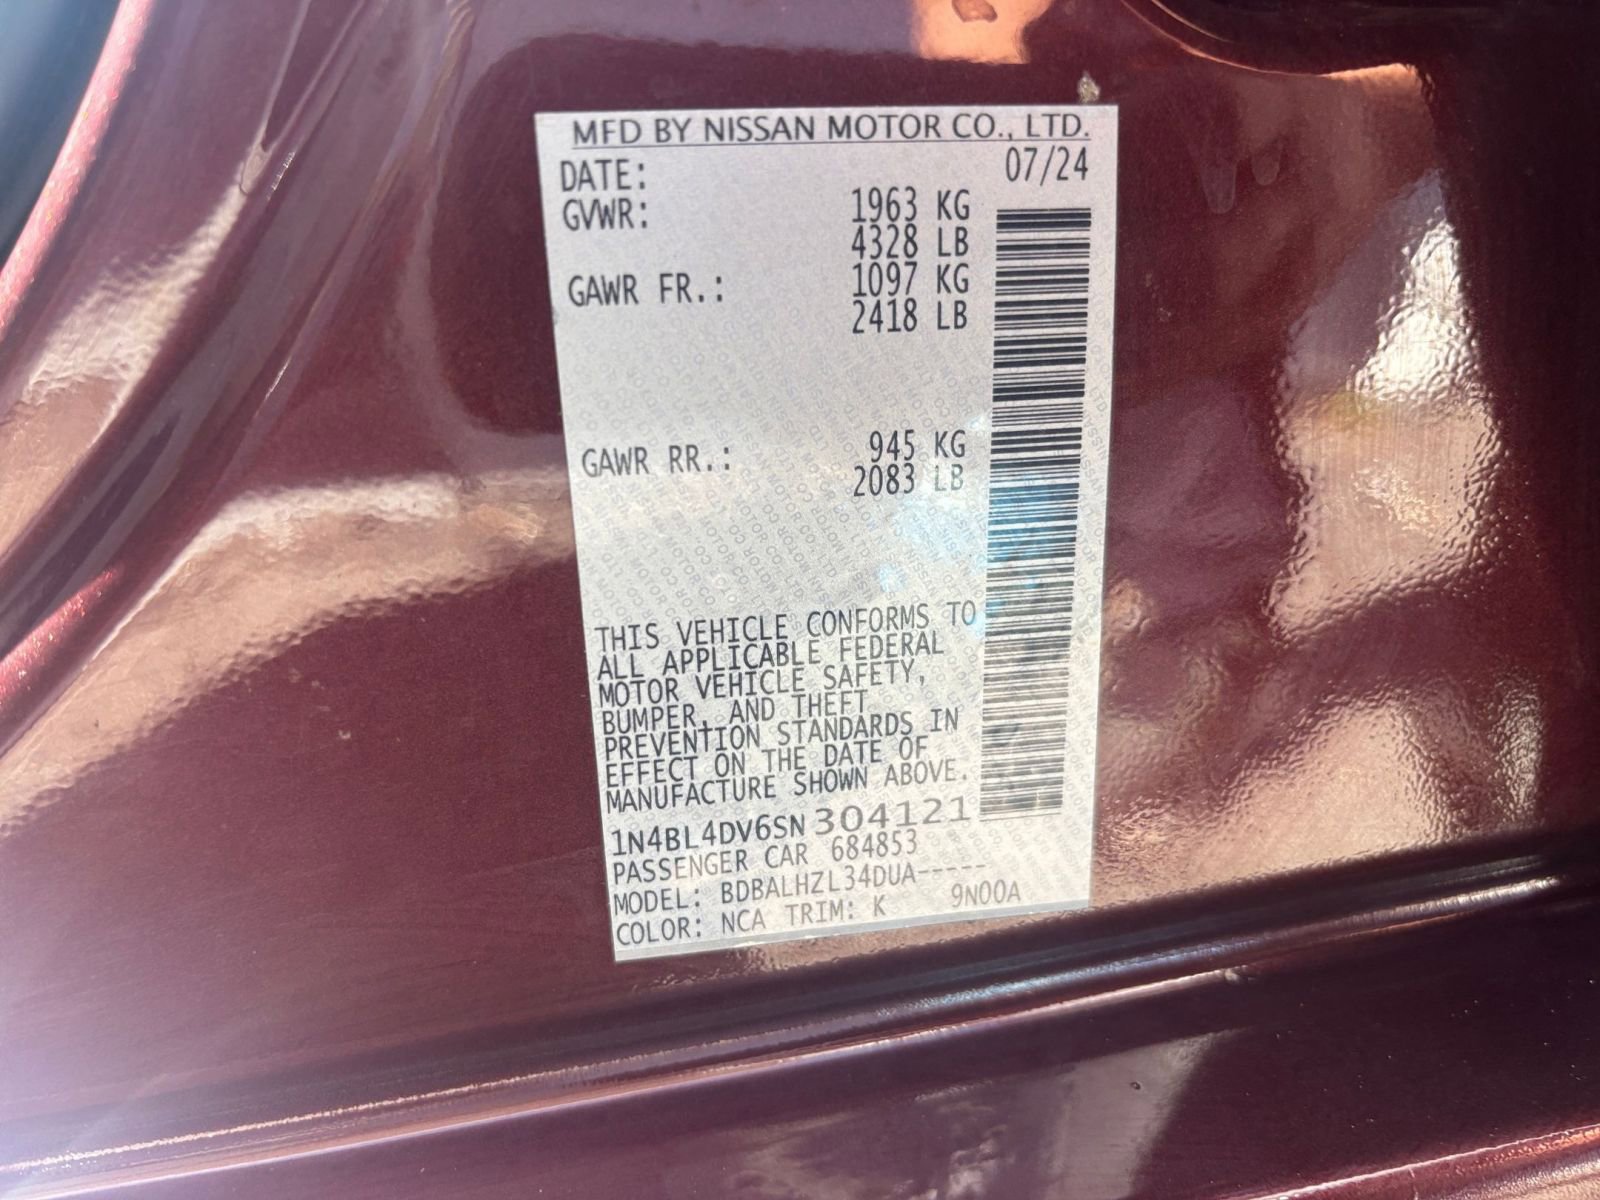 MFD BY NISSAN MOTOR CO., LTD.
DATE: 07/24
GVWR: 1963 KG
4328 LB
GAWR FR.: 1097 KG
2418 LB
GAWR RR.: 945 KG
2083 LB
THIS VEHICLE CONFORMS TO
ALL APPLICABLE FEDERAL
MOTOR VEHICLE SAFETY,
BUMPER, AND THEFT
PREVENTION STANDARDS IN
EFFECT ON THE DATE OF
MANUFACTURE SHOWN ABOVE.
1N4BL4DV6SN304121
PASSENGER CAR 684853
MODEL: BDBALHZL34DUA-----
COLOR: NCA TRIM: K 9N00A